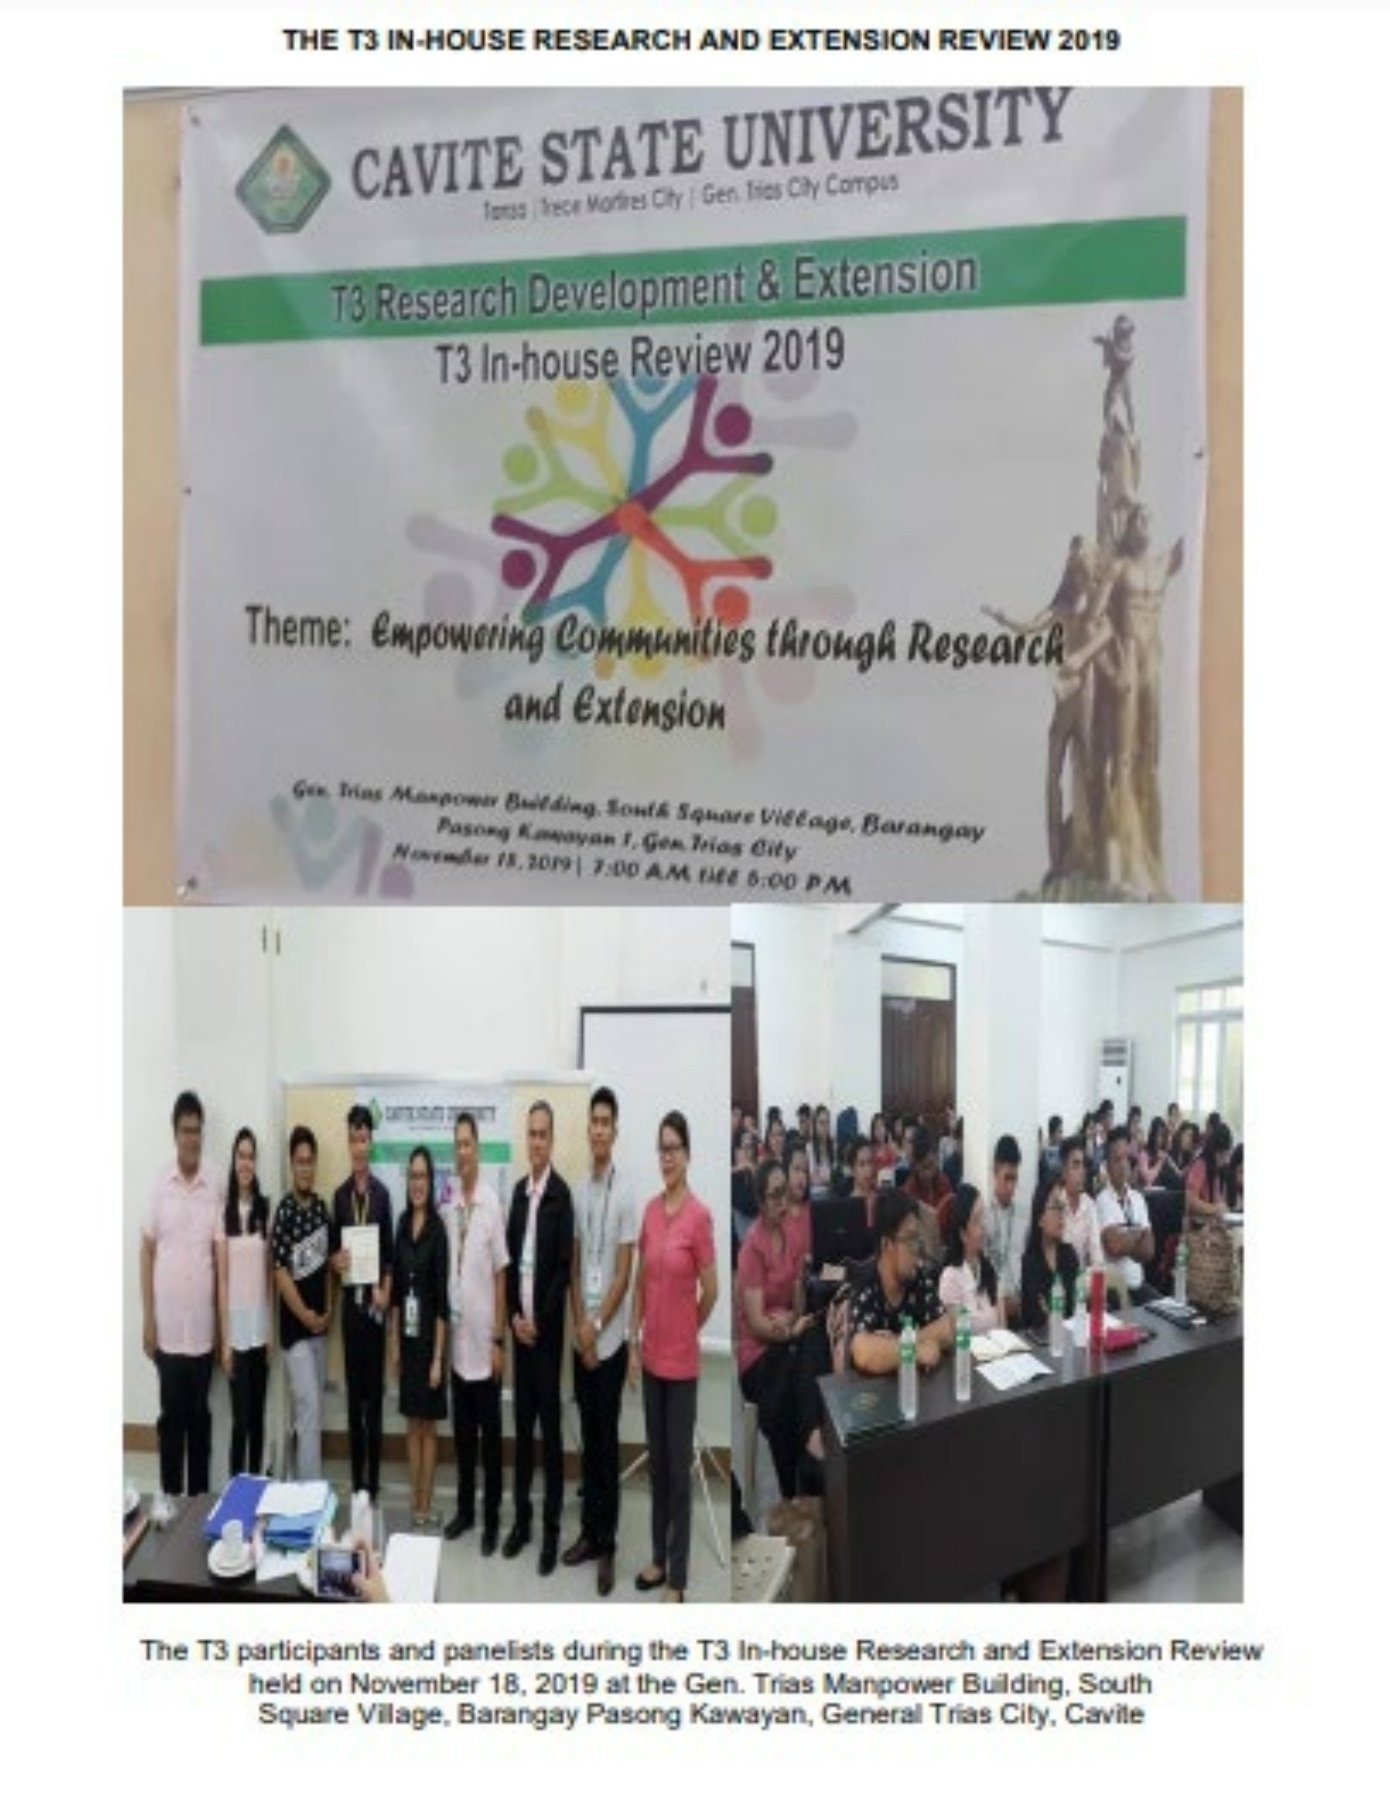 THE T3 IN-HOUSE RESEARCH AND EXTENSION REVIEW 2019
CAVITE STATE UNIVERSITY
Tanza | Trece Martires City | Gen. Trias City Campus
T3 Research Development & Extension
T3 In-house Review 2019
Theme: Empowering Communities through Research
and Extension
Gen. Trias Manpower Building, South Square Village, Barangay
Pasong Kawayan 1, Gen. Trias City
November 18, 2019 | 7:00 A.M till 5:00 P M
CAVITE STATE UNIVERSITY
The T3 participants and panelists during the T3 In-house Research and Extension Review
held on November 18, 2019 at the Gen. Trias Manpower Building, South
Square Village, Barangay Pasong Kawayan, General Trias City, Cavite